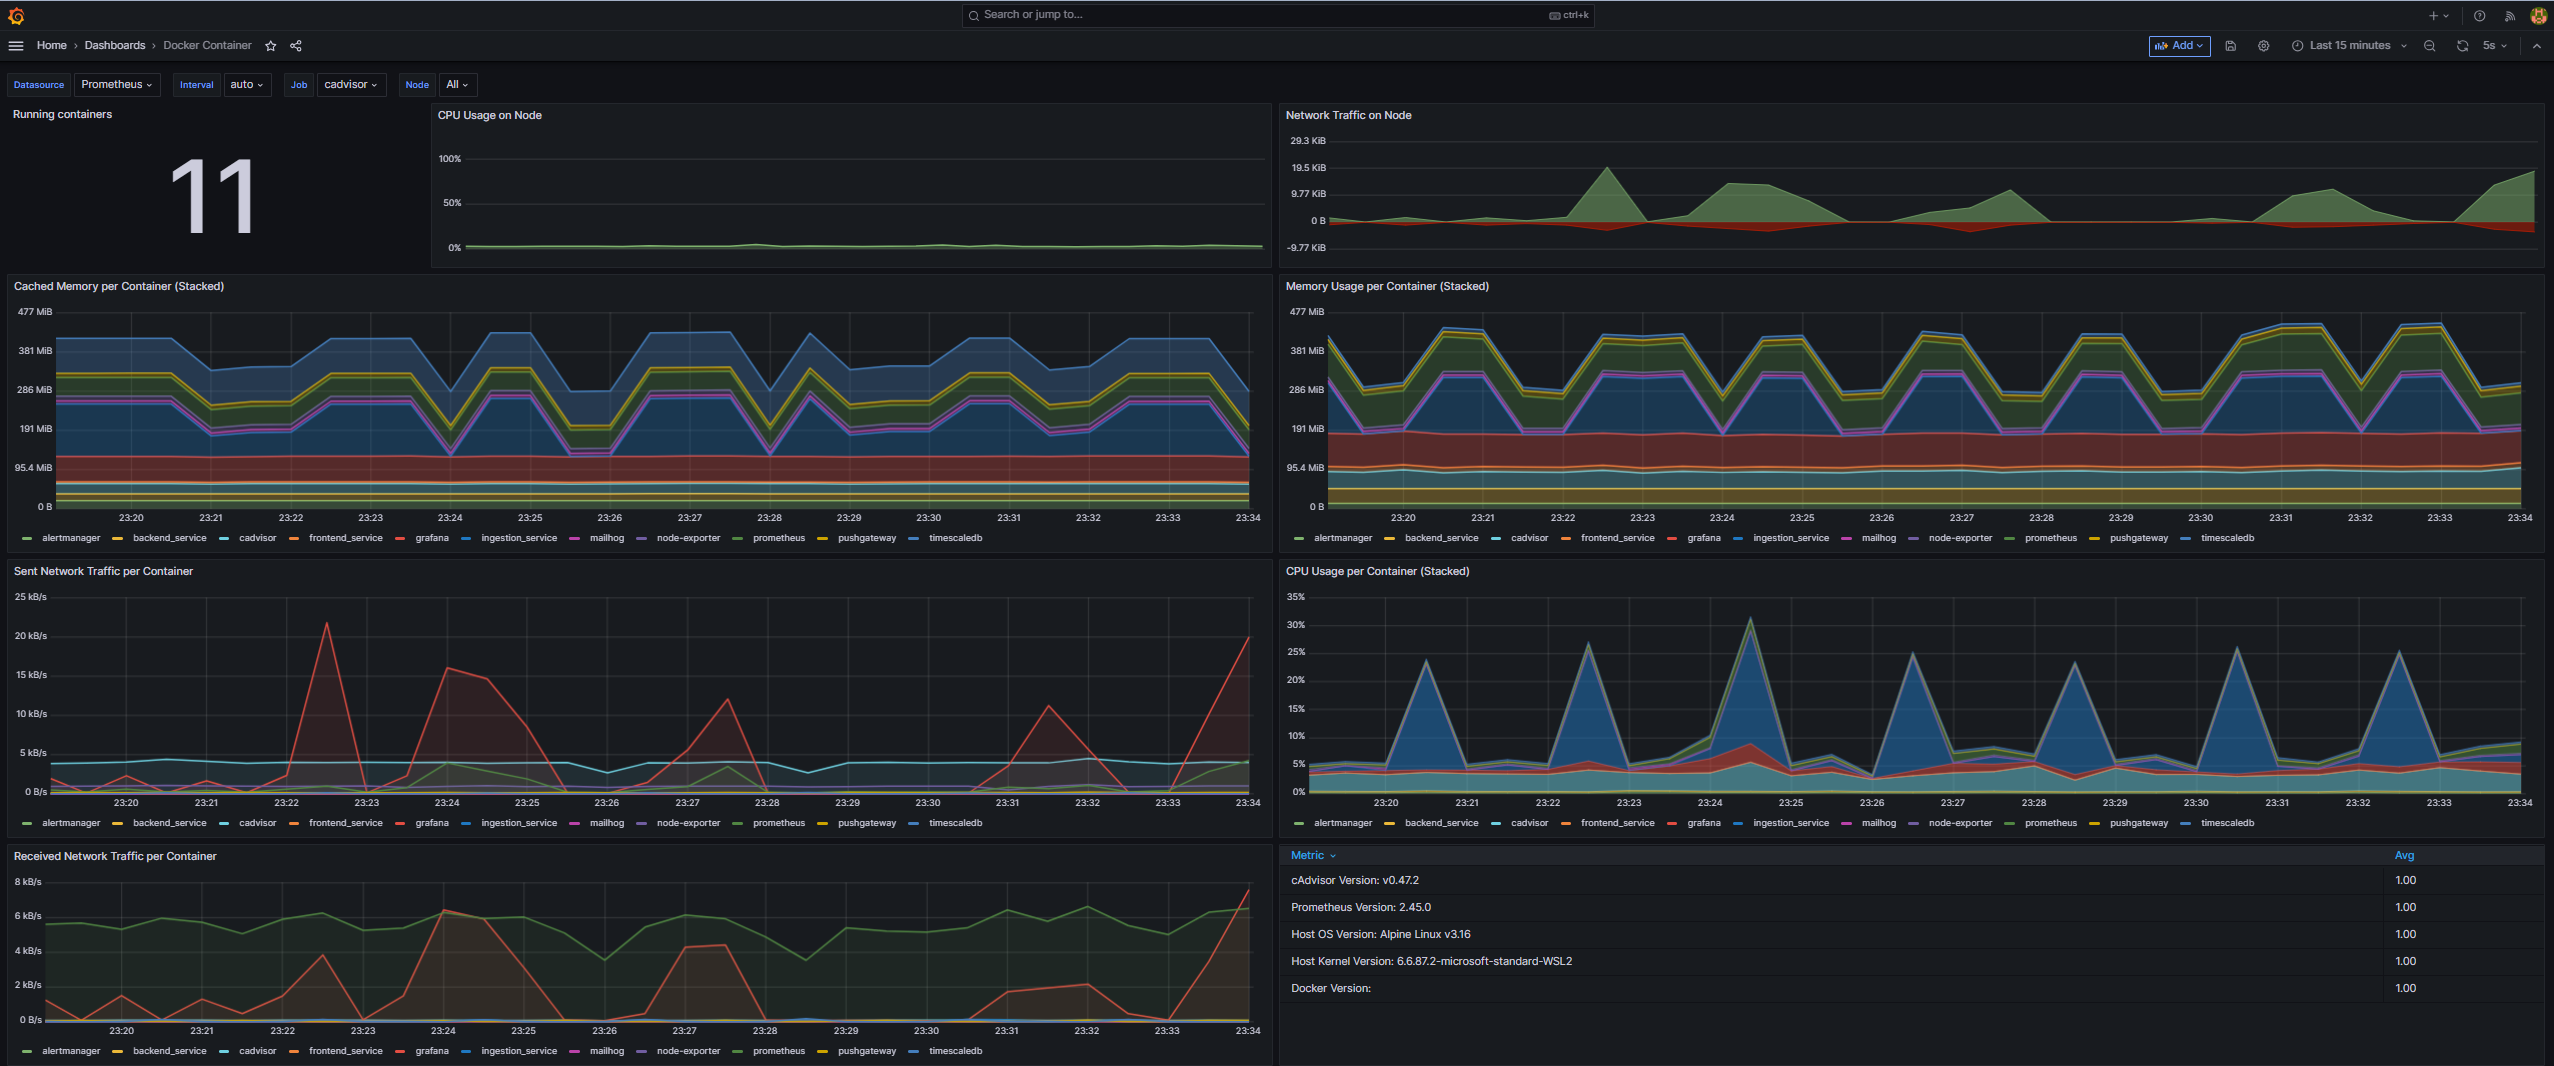 Search or jump to...
ctrl+k
Home › Dashboards › Docker Container
Add
Last 15 minutes
5s
Datasource Prometheus Interval auto Job cadvisor Node All
Running containers
11
CPU Usage on Node
100%
50%
0%
Network Traffic on Node
29.3 KiB
19.5 KiB
9.77 KiB
0 B
-9.77 KiB
Cached Memory per Container (Stacked)
477 MiB
381 MiB
286 MiB
191 MiB
95.4 MiB
0 B
23:20 23:21 23:22 23:23 23:24 23:25 23:26 23:27 23:28 23:29 23:30 23:31 23:32 23:33 23:34
alertmanager backend_service cadvisor frontend_service grafana ingestion_service mailhog node-exporter prometheus pushgateway timescaledb
Memory Usage per Container (Stacked)
477 MiB
381 MiB
286 MiB
191 MiB
95.4 MiB
0 B
23:20 23:21 23:22 23:23 23:24 23:25 23:26 23:27 23:28 23:29 23:30 23:31 23:32 23:33 23:34
alertmanager backend_service cadvisor frontend_service grafana ingestion_service mailhog node-exporter prometheus pushgateway timescaledb
Sent Network Traffic per Container
25 kB/s
20 kB/s
15 kB/s
10 kB/s
5 kB/s
0 B/s
23:20 23:21 23:22 23:23 23:24 23:25 23:26 23:27 23:28 23:29 23:30 23:31 23:32 23:33 23:34
alertmanager backend_service cadvisor frontend_service grafana ingestion_service mailhog node-exporter prometheus pushgateway timescaledb
CPU Usage per Container (Stacked)
35%
30%
25%
20%
15%
10%
5%
0%
23:20 23:21 23:22 23:23 23:24 23:25 23:26 23:27 23:28 23:29 23:30 23:31 23:32 23:33 23:34
alertmanager backend_service cadvisor frontend_service grafana ingestion_service mailhog node-exporter prometheus pushgateway timescaledb
Received Network Traffic per Container
8 kB/s
6 kB/s
4 kB/s
2 kB/s
0 B/s
23:20 23:21 23:22 23:23 23:24 23:25 23:26 23:27 23:28 23:29 23:30 23:31 23:32 23:33 23:34
alertmanager backend_service cadvisor frontend_service grafana ingestion_service mailhog node-exporter prometheus pushgateway timescaledb
Metric Avg
cAdvisor Version: v0.47.2 1.00
Prometheus Version: 2.45.0 1.00
Host OS Version: Alpine Linux v3.16 1.00
Host Kernel Version: 6.6.87.2-microsoft-standard-WSL2 1.00
Docker Version: 1.00